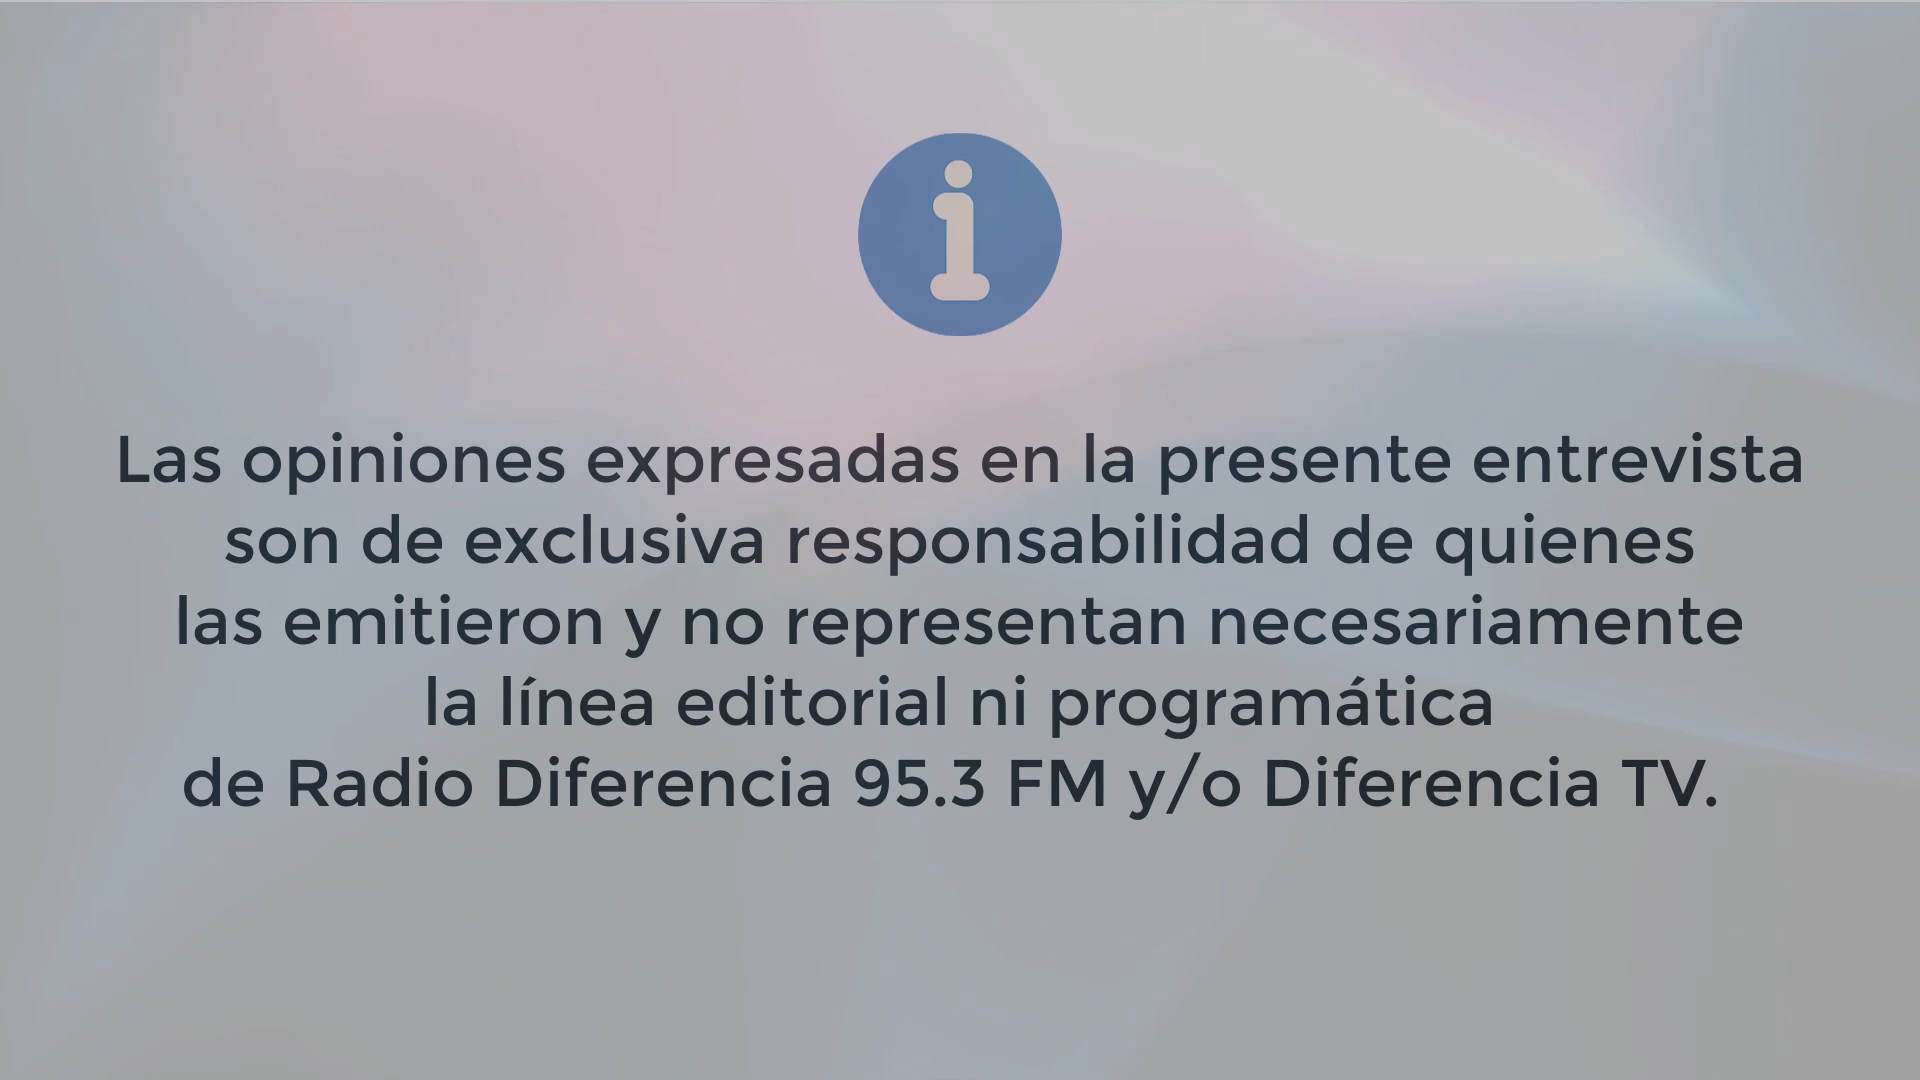 Las opiniones expresadas en la presente entrevista
son de exclusiva responsabilidad de quienes
las emitieron y no representan necesariamente
la línea editorial ni programática
de Radio Diferencia 95.3 FM y/o Diferencia TV.